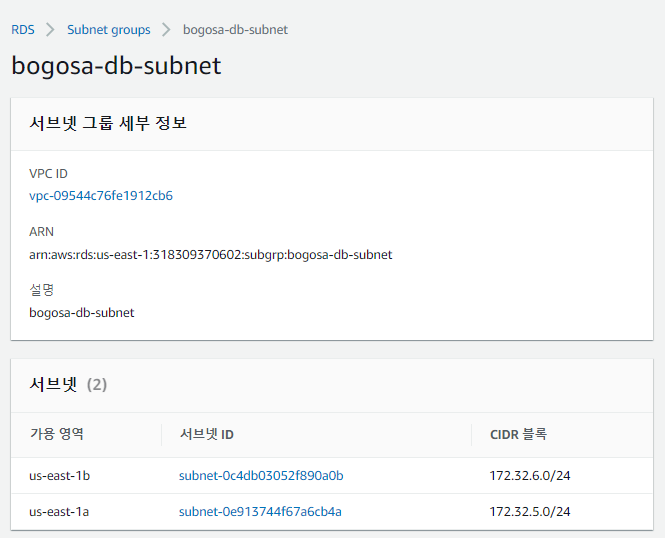 RDS > Subnet groups > bogosa-db-subnet
bogosa-db-subnet
서브넷 그룹 세부 정보
VPC ID
vpc-09544c76fe1912cb6
ARN
arn:aws:rds:us-east-1:318309370602:subgrp:bogosa-db-subnet
설명
bogosa-db-subnet
서브넷 (2)
가용 영역 서브넷 ID CIDR 블록
us-east-1b subnet-0c4db03052f890a0b 172.32.6.0/24
us-east-1a subnet-0e913744f67a6cb4a 172.32.5.0/24